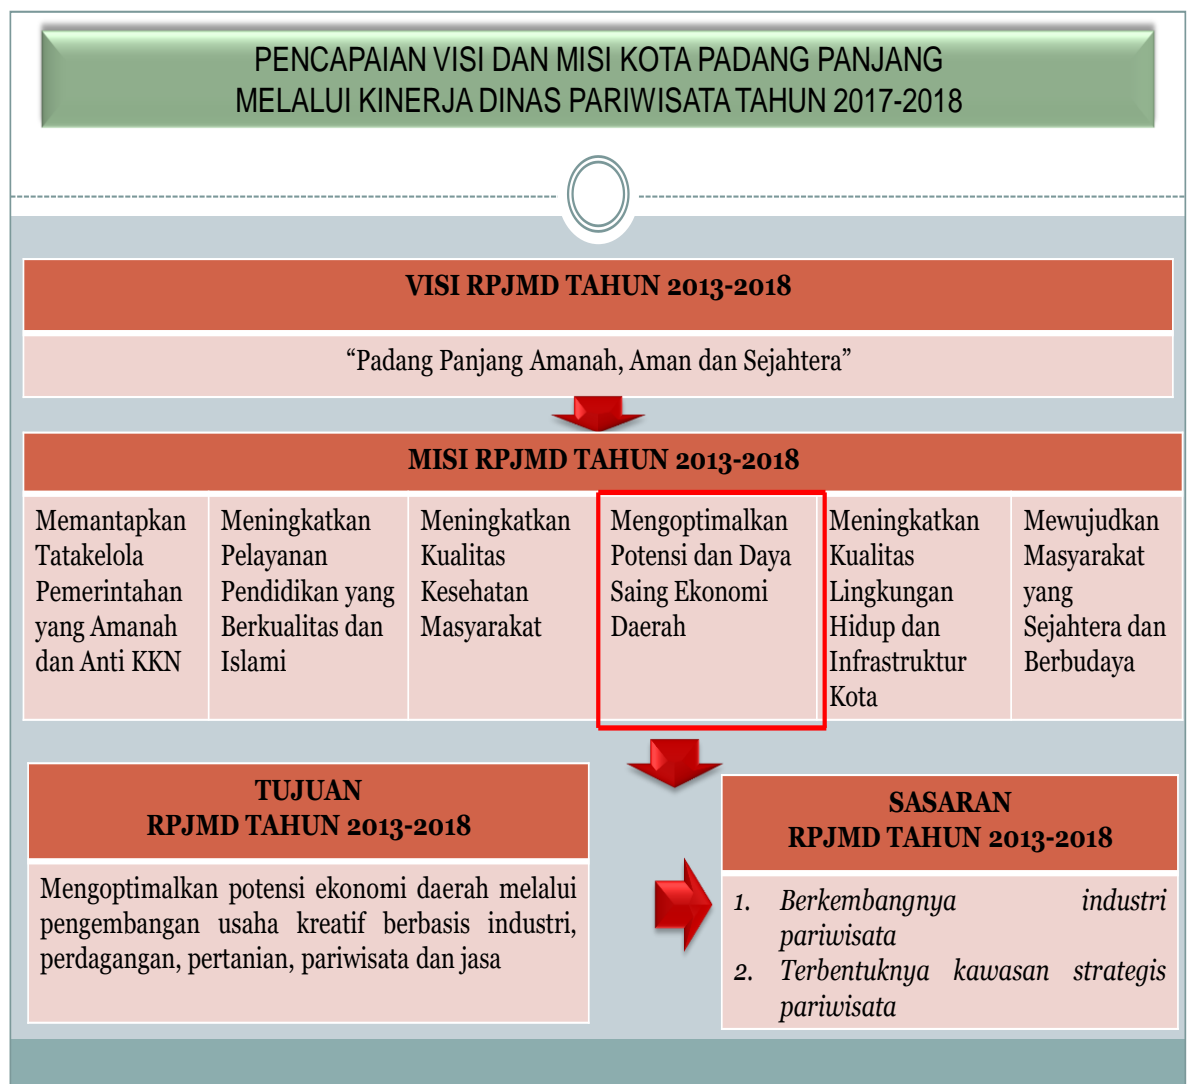 PENCAPAIAN VISI DAN MISI KOTA PADANG PANJANG
MELALUI KINERJA DINAS PARIWISATA TAHUN 2017-2018
VISI RPJMD TAHUN 2013-2018
“Padang Panjang Amanah, Aman dan Sejahtera”
MISI RPJMD TAHUN 2013-2018
Memantapkan
Tatakelola
Pemerintahan
yang Amanah
dan Anti KKN
Meningkatkan
Pelayanan
Pendidikan yang
Berkualitas dan
Islami
Meningkatkan
Kualitas
Kesehatan
Masyarakat
Mengoptimalkan
Potensi dan Daya
Saing Ekonomi
Daerah
Meningkatkan
Kualitas
Lingkungan
Hidup dan
Infrastruktur
Kota
Mewujudkan
Masyarakat
yang
Sejahtera dan
Berbudaya
TUJUAN
RPJMD TAHUN 2013-2018
Mengoptimalkan potensi ekonomi daerah melalui
pengembangan usaha kreatif berbasis industri,
perdagangan, pertanian, pariwisata dan jasa
SASARAN
RPJMD TAHUN 2013-2018
1. Berkembangnya industri
pariwisata
2. Terbentuknya kawasan strategis
pariwisata